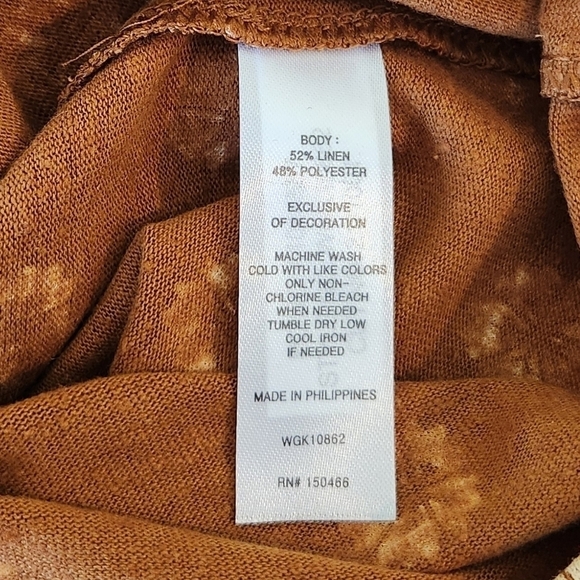 BODY :
52% LINEN
48% POLYESTER
EXCLUSIVE
OF DECORATION
MACHINE WASH
COLD WITH LIKE COLORS
ONLY NON-
CHLORINE BLEACH
WHEN NEEDED
TUMBLE DRY LOW
COOL IRON
IF NEEDED
MADE IN PHILIPPINES
WGK10862
RN# 150466